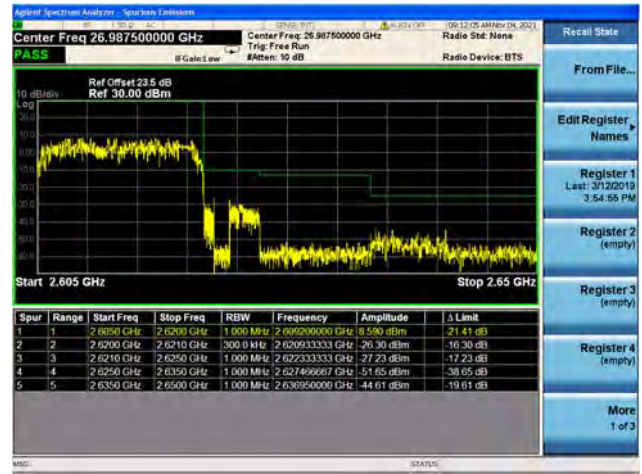 Agilent Spectrum Analyzer - Spurious Emissions
RF 50 Ω AC SENSE:INT ALIGN OFF 09:12:05 AM Nov 04, 2021
Center Freq 26.987500000 GHz
Center Freq: 26.987500000 GHz
Radio Std: None
Trig: Free Run
PASS
IFGain:Low
#Atten: 10 dB
Radio Device: BTS
Ref Offset 23.5 dB
10 dB/div
Ref 30.00 dBm
Log
20.0
10.0
Start 2.605 GHz
Stop 2.65 GHz
Spur Range Start Freq Stop Freq RBW Frequency Amplitude Δ Limit
1 1 2.6050 GHz 2.6200 GHz 1.000 MHz 2.609200000 GHz 8.590 dBm -21.41 dB
2 2 2.6200 GHz 2.6210 GHz 300.0 kHz 2.620933333 GHz -26.30 dBm -16.30 dB
3 3 2.6210 GHz 2.6250 GHz 1.000 MHz 2.622333333 GHz -27.23 dBm -17.23 dB
4 4 2.6250 GHz 2.6350 GHz 1.000 MHz 2.627466667 GHz -51.65 dBm -38.65 dB
5 5 2.6350 GHz 2.6500 GHz 1.000 MHz 2.636950000 GHz -44.61 dBm -19.61 dB
MSG
STATUS
Recall State
From File...
Edit Register
Names
Register 1
Last: 3/12/2019
3:54:55 PM
Register 2
(empty)
Register 3
(empty)
Register 4
(empty)
More
1 of 3